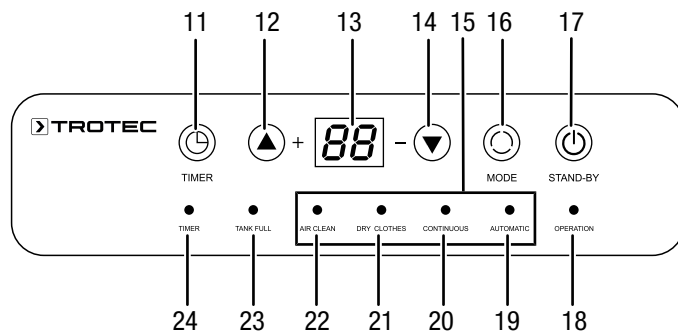 11 12 13 14 15 16 17
TROTEC
+ 88 -
TIMER MODE STAND-BY
TIMER TANK FULL AIR CLEAN DRY CLOTHES CONTINUOUS AUTOMATIC OPERATION
24 23 22 21 20 19 18